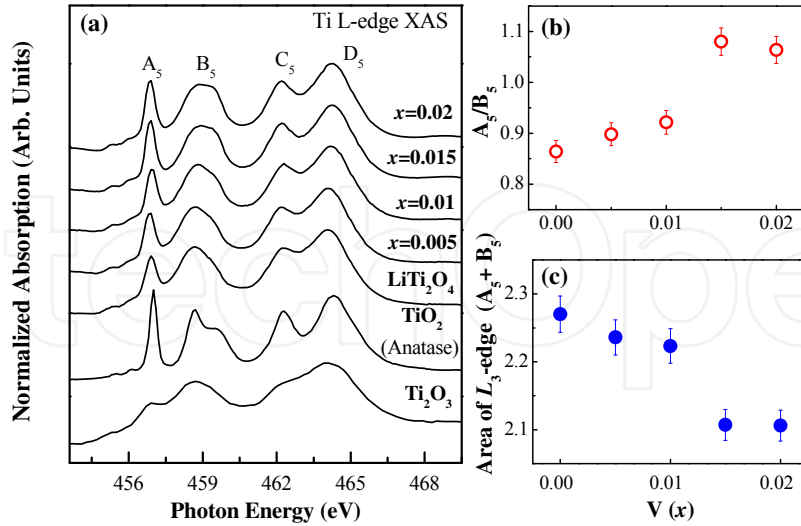 (a)
Ti L-edge XAS
A5
B5
C5
D5
x=0.02
x=0.015
x=0.01
x=0.005
LiTi2O4
TiO2
(Anatase)
Ti2O3
Normalized Absorption (Arb. Units)
456 459 462 465 468
Photon Energy (eV)
(b)
A5/B5
1.1
1.0
0.9
0.8
0.00 0.01 0.02
(c)
Area of L3-edge (A5 + B5)
2.3
2.2
2.1
0.00 0.01 0.02
V (x)